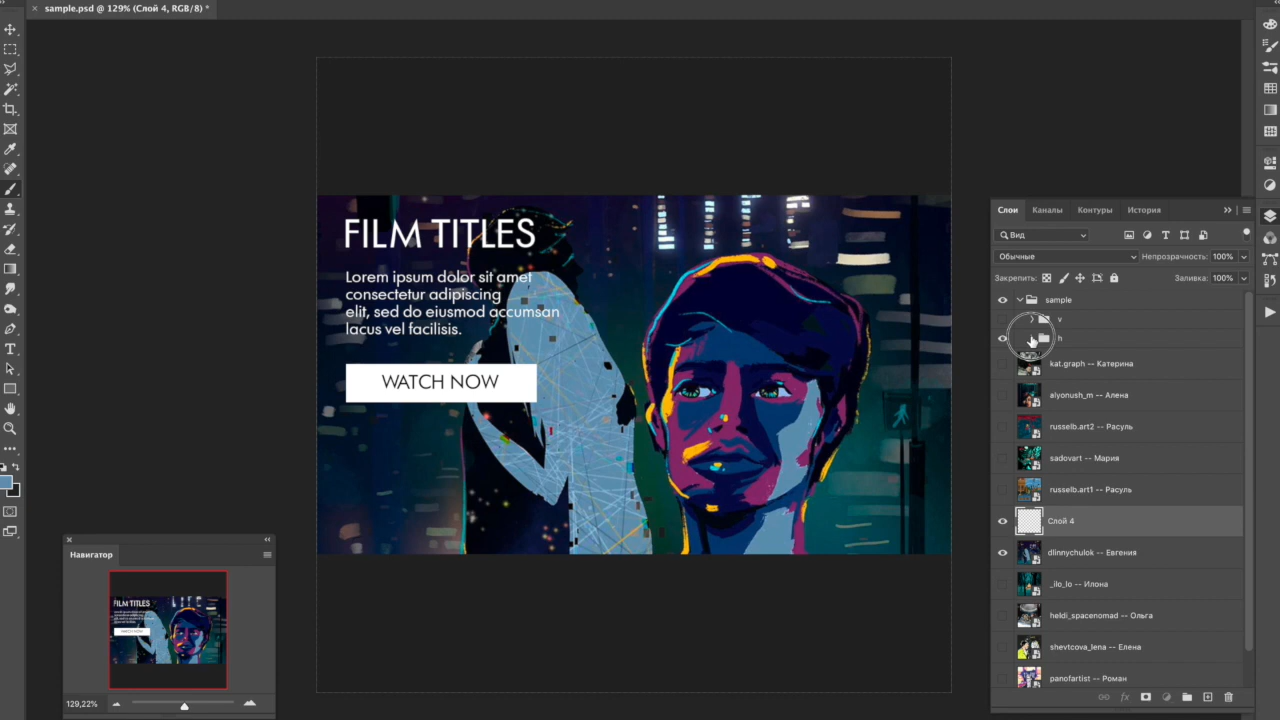 sample.psd @ 129% (Слой 4, RGB/8) *
LIFE
FILM TITLES
Lorem ipsum dolor sit amet
consectetur adipiscing
elit, sed do eiusmod accumsan
lacus vel facilisis.
WATCH NOW
Слои Каналы Контуры История
Вид
Обычные Непрозрачность: 100%
Закрепить: Заливка: 100%
sample
v
h
kat.graph -- Катерина
alyonush_m -- Алена
russelb.art2 -- Расуль
sadovart -- Мария
russelb.art1 -- Расуль
Слой 4
dlinnychulok -- Евгения
_ilo_lo -- Илона
heldi_spacenomad -- Ольга
shevtcova_lena -- Елена
panofartist -- Роман
Навигатор
FILM TITLES
129,22%